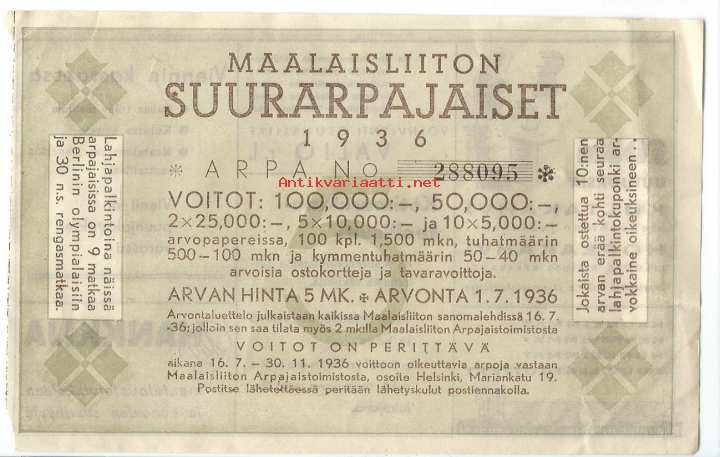 MAALAISLIITON
SUURARPAJAISET
1936
* ARPA NO 288095 *
Antikvariaatti.net
VOITOT: 100,000:–, 50,000:–,
2×25,000:–, 5×10,000:– ja 10×5,000:–
arvopapereissa, 100 kpl. 1,500 mkn, tuhatmäärin
500–100 mkn ja kymmentuhatmäärin 50–40 mkn
arvoisia ostokortteja ja tavaravoittoja.
ARVAN HINTA 5 MK. * ARVONTA 1.7.1936
Arvontaluettelo julkaistaan kaikissa Maalaisliiton sanomalehdissä 16.7.
-36; jolloin sen saa tilata myös 2 mkilla Maalaisliiton Arpajaistoimistosta
VOITOT ON PERITTÄVÄ
aikana 16.7. – 30.11. 1936 voittoon oikeuttavia arpoja vastaan
Maalaisliiton Arpajaistoimistosta, osoite Helsinki, Mariankatu 19.
Postitse lähetettäessä peritään lähetyskulut postiennakolla.
Lahjapalkintoina näissä
arpajaisissa on 9 matkaa
Berlinin olympialaisiin
ja 30 n.s. rengasmatkaa.
Jokaista ostettua 10:nen
arvan erää kohti seuraa
lahjapalkintokuponki ar-
vokkaine oikeuksineen..